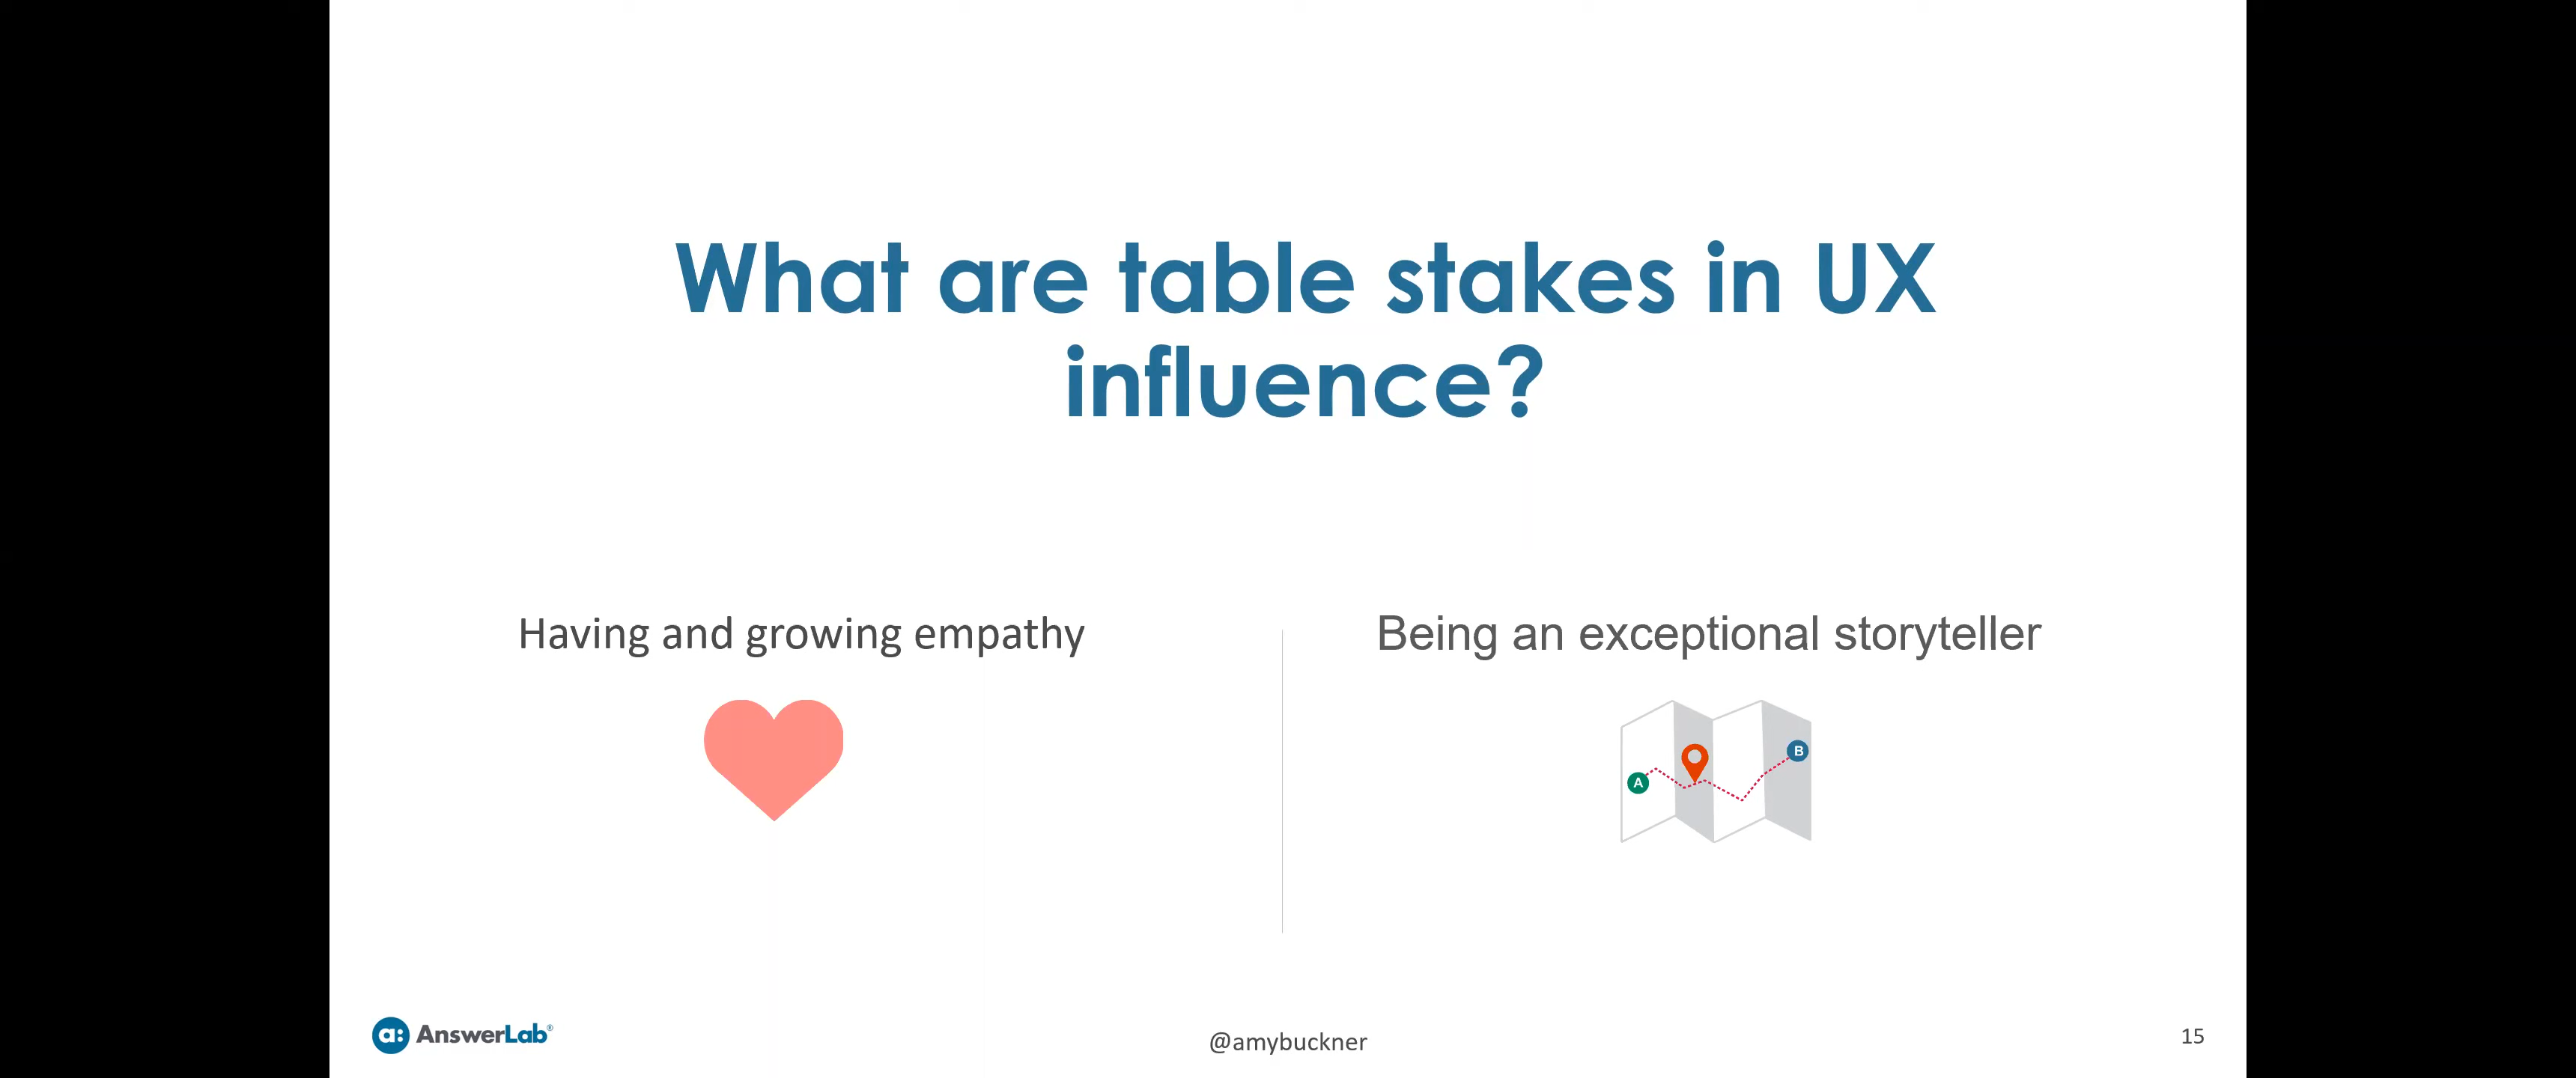 What are table stakes in UX
influence?
Having and growing empathy
Being an exceptional storyteller
A
B
a: AnswerLab®
@amybuckner
15